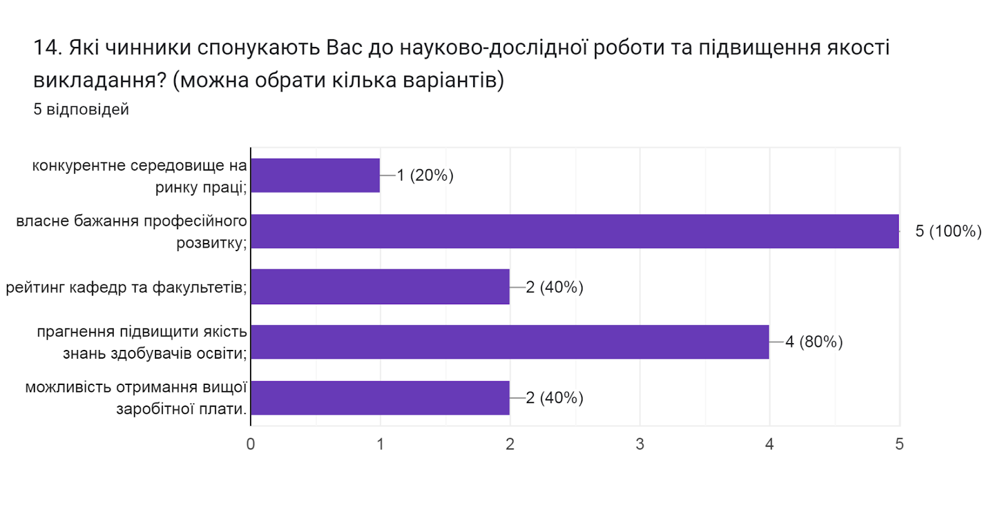 14. Які чинники спонукають Вас до науково-дослідної роботи та підвищення якості
викладання? (можна обрати кілька варіантів)
5 відповідей
конкурентне середовище на
ринку праці;
1 (20%)
власне бажання професійного
розвитку;
5 (100%)
рейтинг кафедр та факультетів;
2 (40%)
прагнення підвищити якість
знань здобувачів освіти;
4 (80%)
можливість отримання вищої
заробітної плати.
2 (40%)
0 1 2 3 4 5